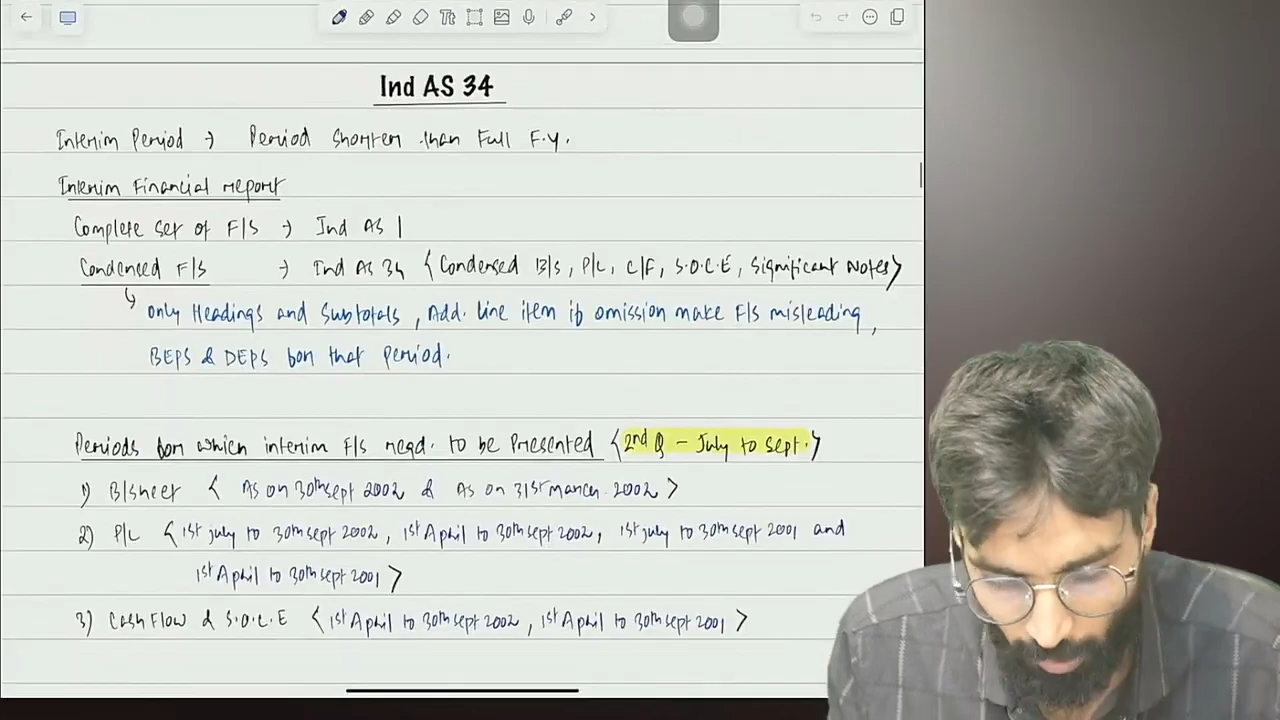 Ind AS 34
Interim Period → Period Shorter than Full F.Y.
Interim Financial report
Complete set of F/S → Ind AS 1
Condensed F/S → Ind AS 34 {Condensed B/S, P/L, C/F, S.O.C.E, Significant Notes}
only Headings and Subtotals, Add. line item if omission make F/S misleading,
BEPS & DEPS for that Period.
Periods for which interim F/S reqd. to be Presented {2nd Q - July to Sept.}
1) B/Sheet { As on 30th Sept 2002 & As on 31st March 2002 }
2) P/L { 1st July to 30th Sept 2002, 1st April to 30th Sept 2002, 1st July to 30th Sept 2001 and
1st April to 30th Sept 2001 }
3) Cash Flow & S.O.C.E { 1st April to 30th Sept 2002, 1st April to 30th Sept 2001 }